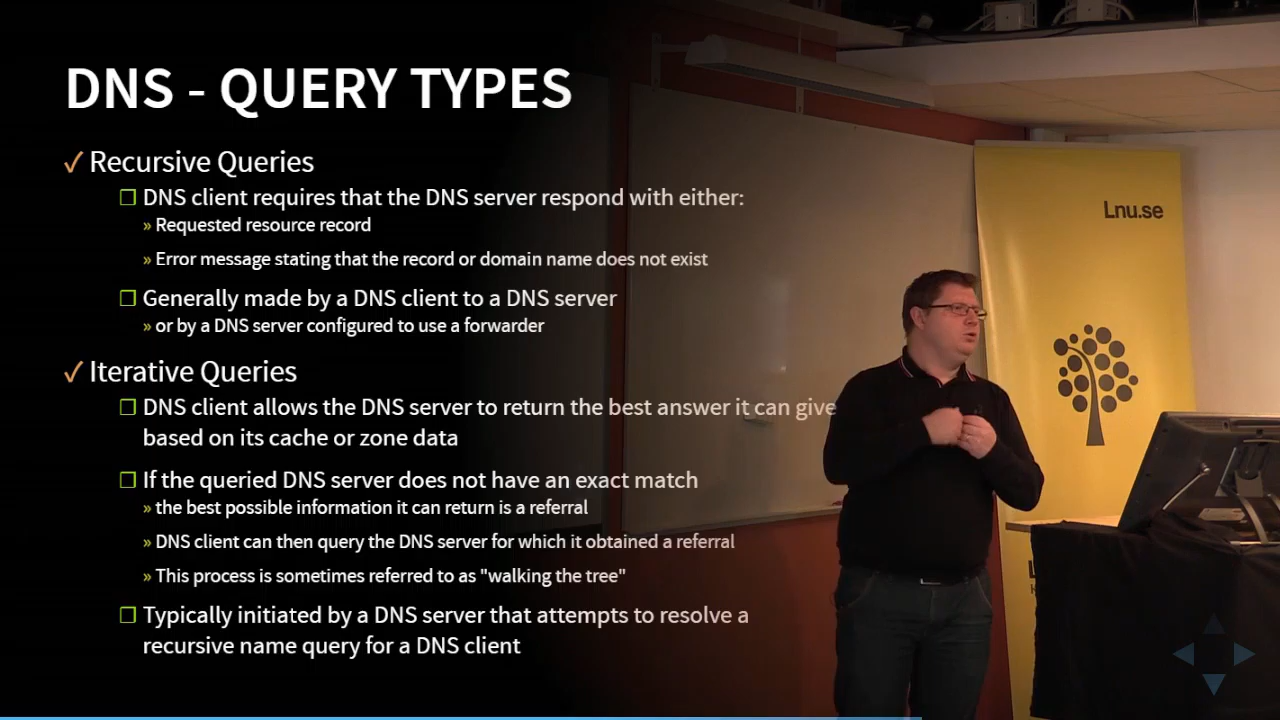 DNS - QUERY TYPES
✓ Recursive Queries
❐ DNS client requires that the DNS server respond with either:
» Requested resource record
» Error message stating that the record or domain name does not exist
❐ Generally made by a DNS client to a DNS server
» or by a DNS server configured to use a forwarder
✓ Iterative Queries
❐ DNS client allows the DNS server to return the best answer it can give
based on its cache or zone data
❐ If the queried DNS server does not have an exact match
» the best possible information it can return is a referral
» DNS client can then query the DNS server for which it obtained a referral
» This process is sometimes referred to as "walking the tree"
❐ Typically initiated by a DNS server that attempts to resolve a
recursive name query for a DNS client
Lnu.se